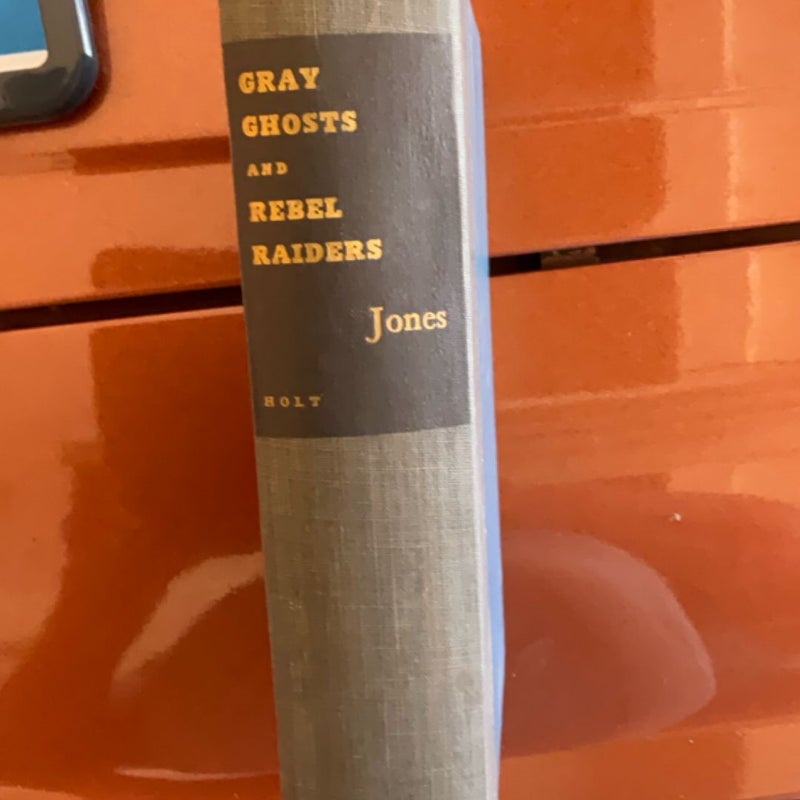 GRAY
GHOSTS
AND
REBEL
RAIDERS
Jones
HOLT